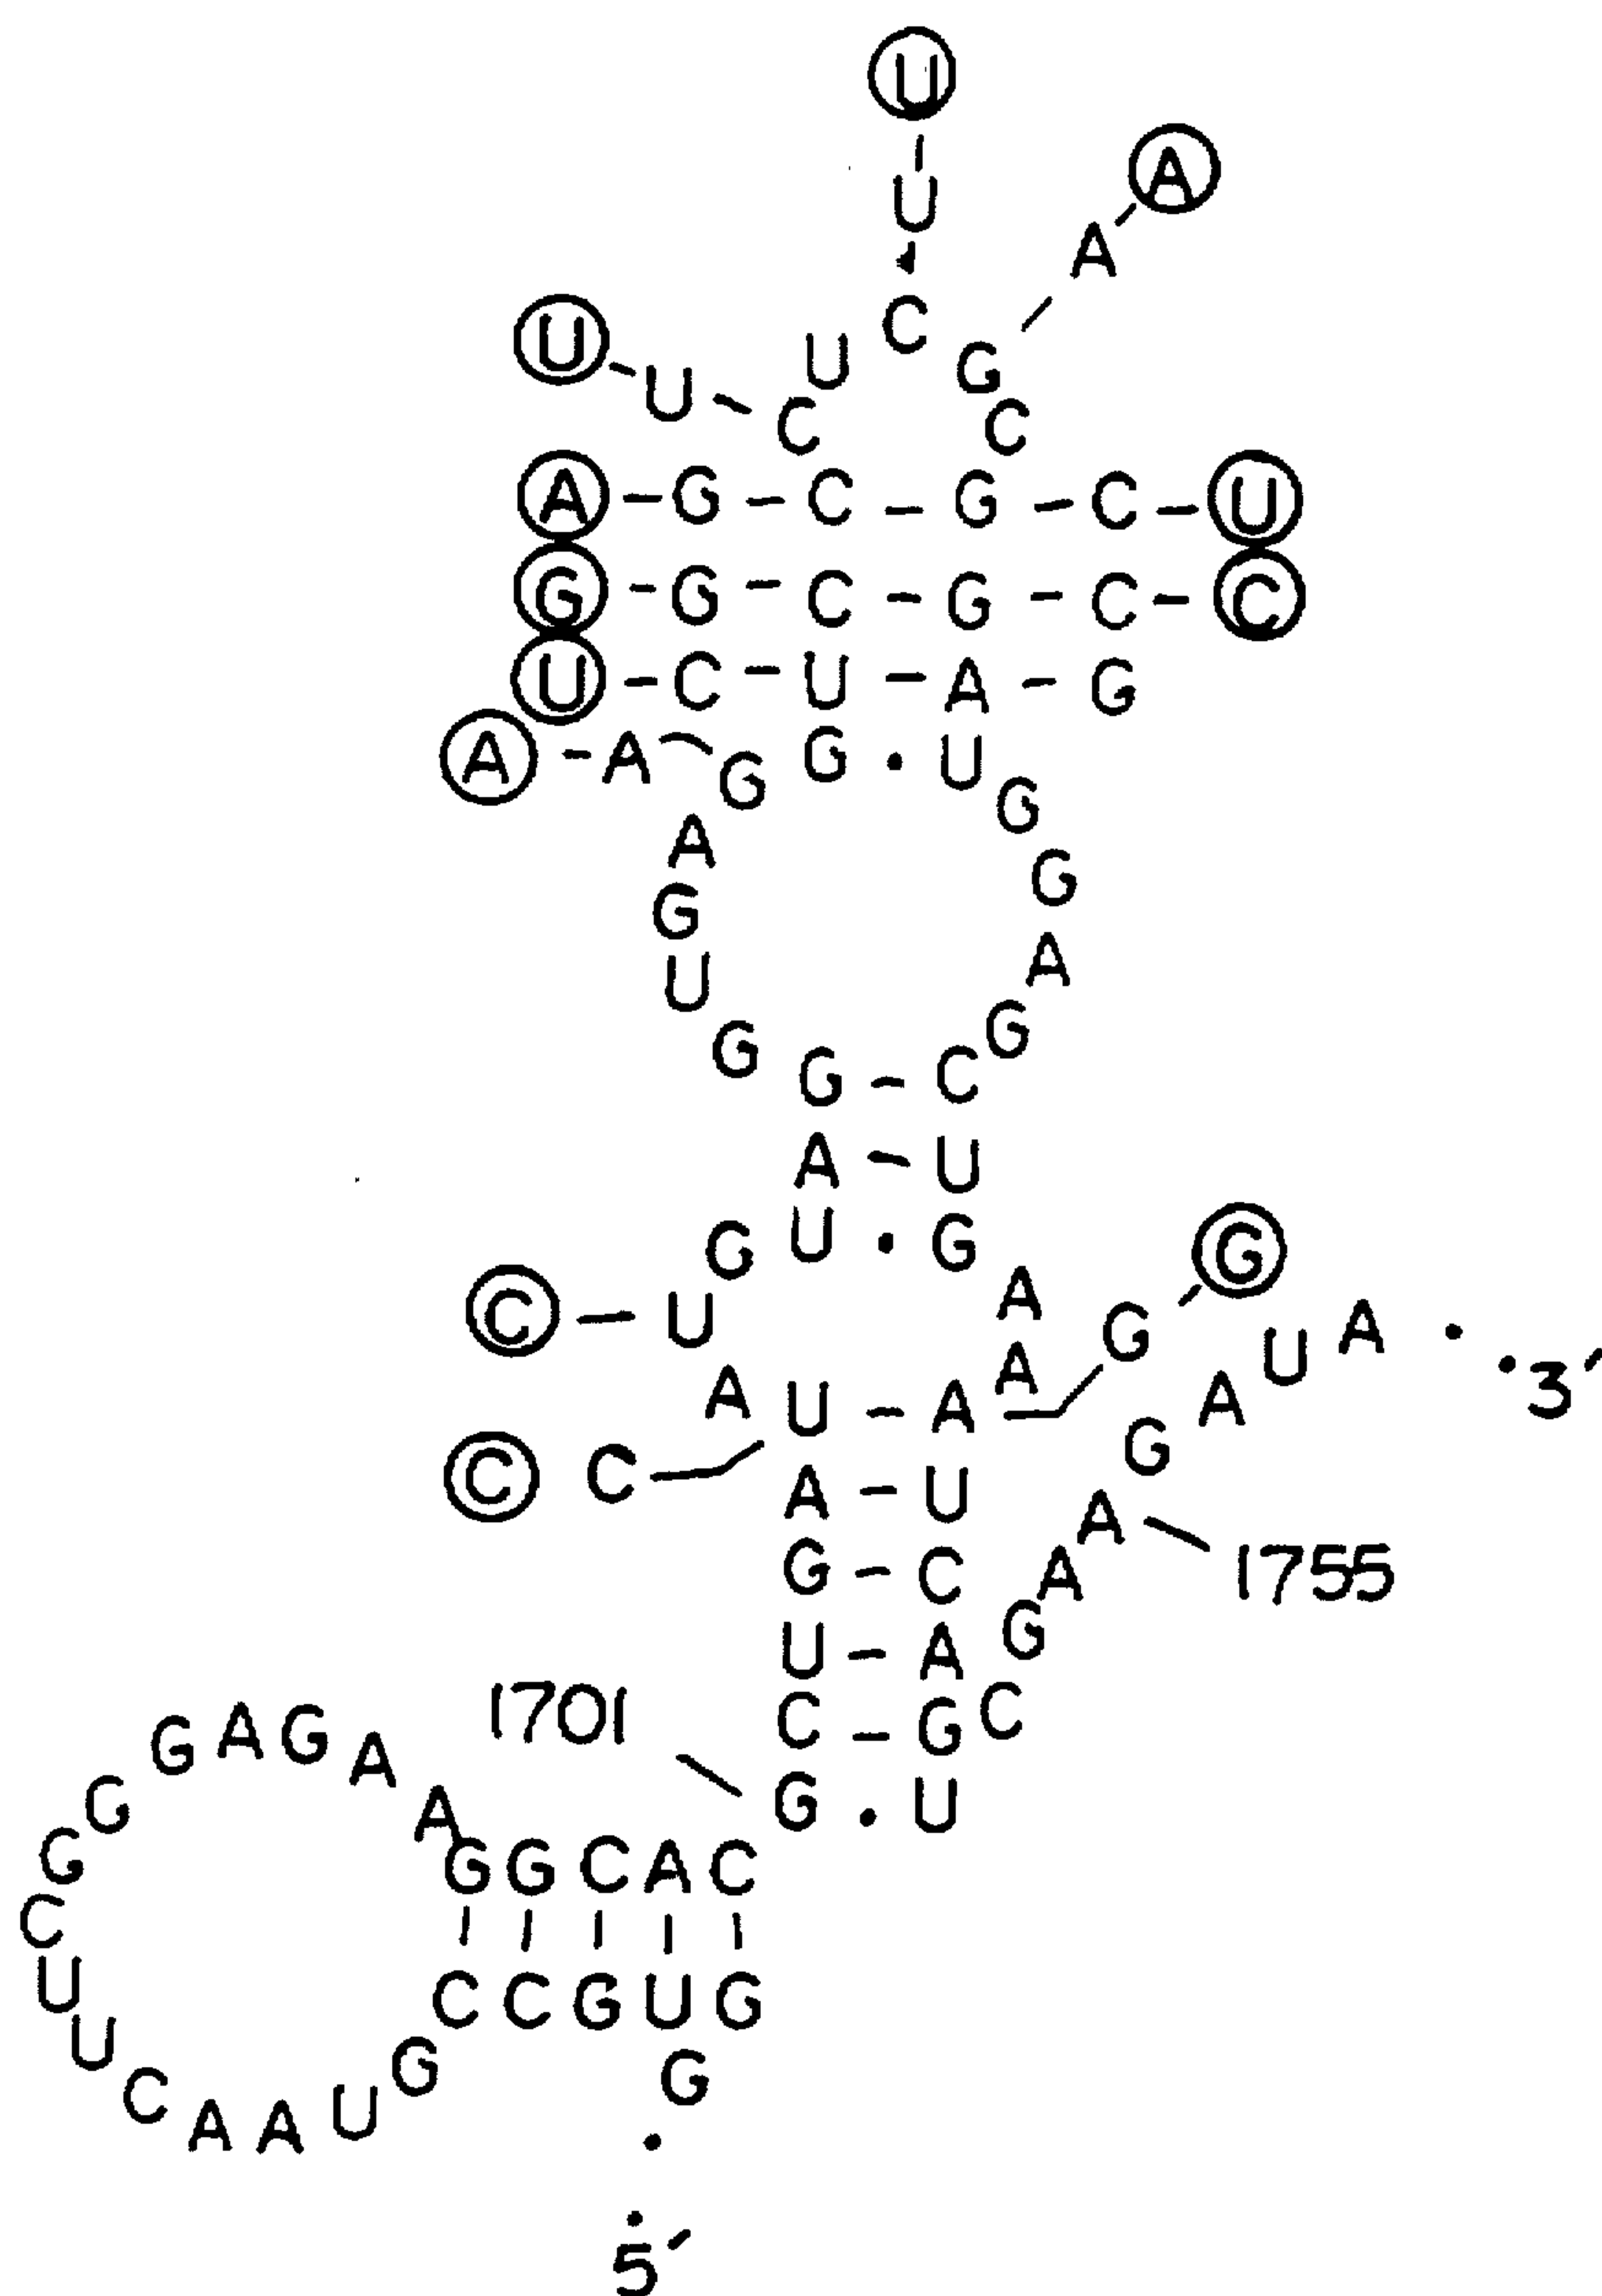 U
U A
A
C
U U U G
C C
A - G - C - G - C - U
G - G - C - G - C - C
U - C - U - A - G
A - A G G · U
G
A G
G A
U G
G G - C
A - U
G U · G G
C - U A G U A · · 3′
A U - A A G A
C C
A - U A 1755
G - C A
U - A G
1701 C - G C
G G A G A A G · U
G G G C A C
C
U C C G U G
U G G
C A A U ·
·
5′